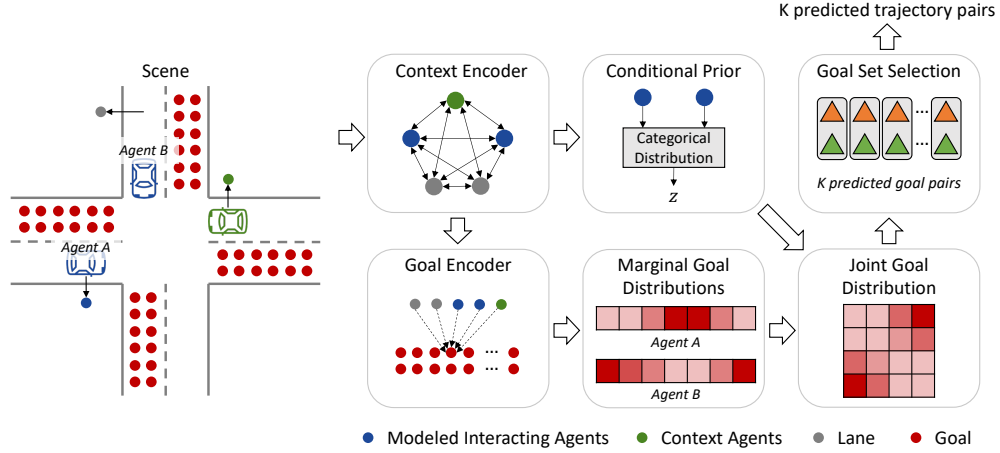 K predicted trajectory pairs
Scene
Agent B
Agent A
Context Encoder
Conditional Prior
Categorical
Distribution
z
Goal Set Selection
...
...
K predicted goal pairs
Goal Encoder
...
...
Marginal Goal
Distributions
Agent A
Agent B
Joint Goal
Distribution
Modeled Interacting Agents
Context Agents
Lane
Goal